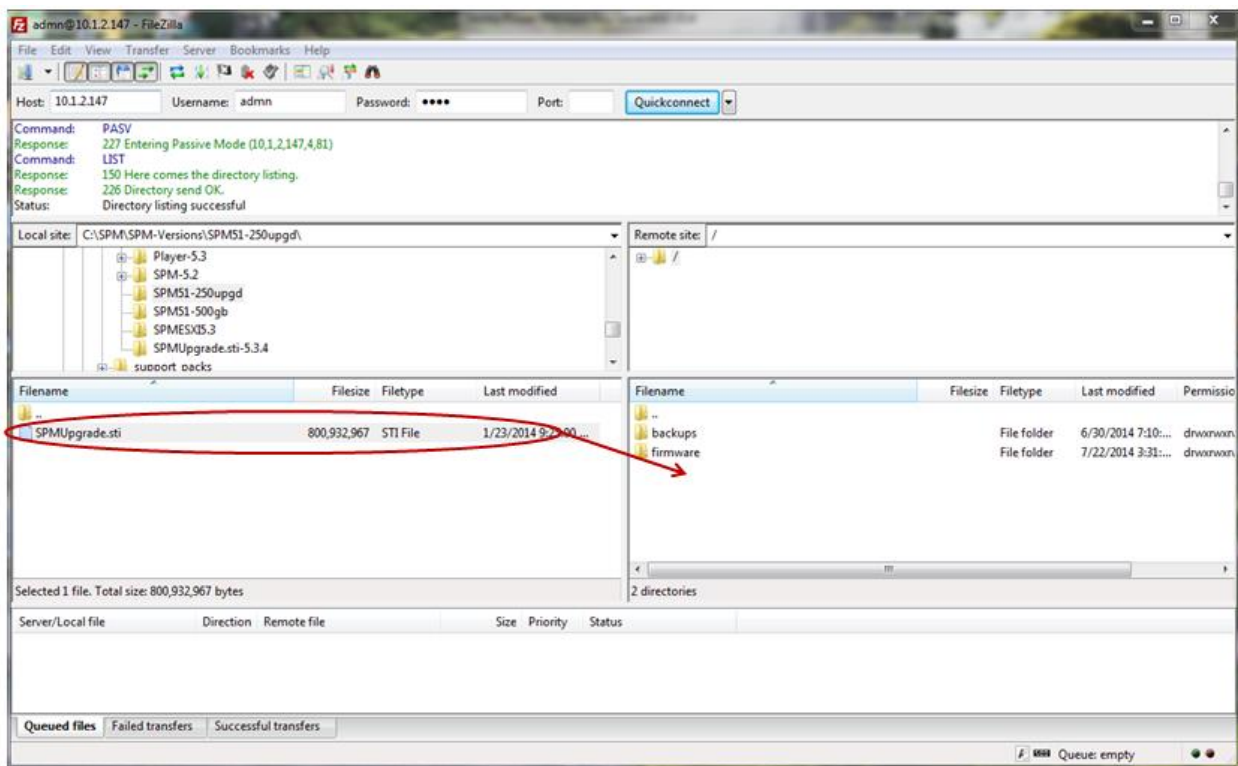 admn@10.1.2.147 - FileZilla
File Edit View Transfer Server Bookmarks Help
Host: 10.1.2.147 Username: admn Password: •••• Port: Quickconnect
Command: PASV
Response: 227 Entering Passive Mode (10,1,2,147,4,81)
Command: LIST
Response: 150 Here comes the directory listing.
Response: 226 Directory send OK.
Status: Directory listing successful
Local site: C:\SPM\SPM-Versions\SPM51-250upgd\
Remote site: /
Player-5.3
SPM-5.2
SPM51-250upgd
SPM51-500gb
SPMESXI5.3
SPMUpgrade.sti-5.3.4
support packs
/
Filename Filesize Filetype Last modified
..
SPMUpgrade.sti 800,932,967 STI File 1/23/2014
Selected 1 file. Total size: 800,932,967 bytes
Filename Filesize Filetype Last modified Permissio
..
backups File folder 6/30/2014 7:10:... drwxrwxr
firmware File folder 7/22/2014 3:31:... drwxrwxr
2 directories
Server/Local file Direction Remote file Size Priority Status
Queued files Failed transfers Successful transfers
Queue: empty